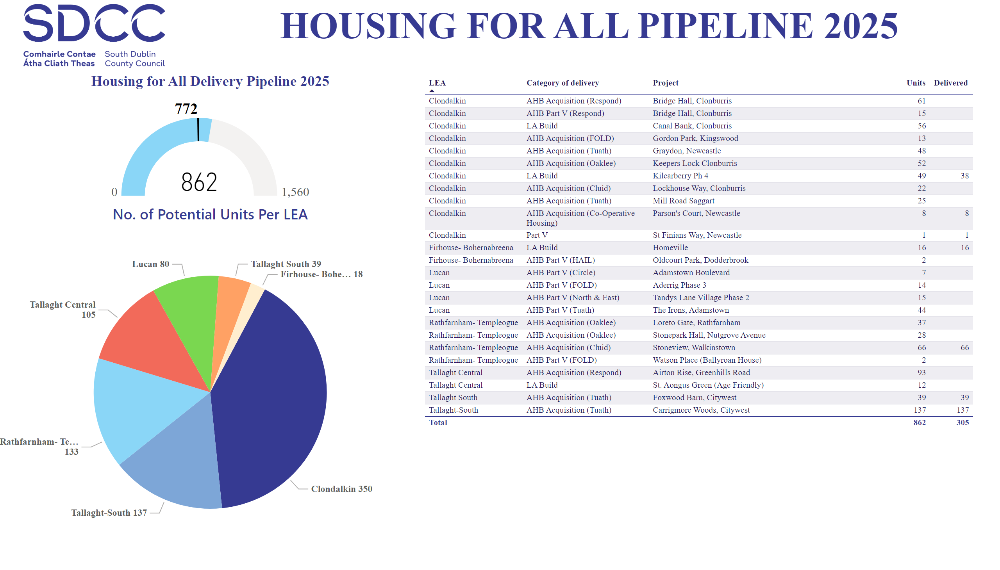 SDCC
Comhairle Contae
Átha Cliath Theas
South Dublin
County Council
HOUSING FOR ALL PIPELINE 2025
Housing for All Delivery Pipeline 2025
772
862
0
1,560
No. of Potential Units Per LEA
Lucan 80
Tallaght South 39
Firhouse- Bohe… 18
Tallaght Central
105
Rathfarnham- Te…
133
Clondalkin 350
Tallaght-South 137
LEA Category of delivery Project Units Delivered
Clondalkin AHB Acquisition (Respond) Bridge Hall, Clonburris 61
Clondalkin AHB Part V (Respond) Bridge Hall, Clonburris 15
Clondalkin LA Build Canal Bank, Clonburris 56
Clondalkin AHB Acquisition (FOLD) Gordon Park, Kingswood 13
Clondalkin AHB Acquisition (Tuath) Graydon, Newcastle 48
Clondalkin AHB Acquisition (Oaklee) Keepers Lock Clonburris 52
Clondalkin LA Build Kilcarberry Ph 4 49 38
Clondalkin AHB Acquisition (Cluid) Lockhouse Way, Clonburris 22
Clondalkin AHB Acquisition (Tuath) Mill Road Saggart 25
Clondalkin AHB Acquisition (Co-Operative Parson's Court, Newcastle 8 8
Housing)
Clondalkin Part V St Finians Way, Newcastle 1 1
Firhouse- Bohernabreena LA Build Homeville 16 16
Firhouse- Bohernabreena AHB Part V (HAIL) Oldcourt Park, Dodderbrook 2
Lucan AHB Part V (Circle) Adamstown Boulevard 7
Lucan AHB Part V (FOLD) Aderrig Phase 3 14
Lucan AHB Part V (North & East) Tandys Lane Village Phase 2 15
Lucan AHB Part V (Tuath) The Irons, Adamstown 44
Rathfarnham- Templeogue AHB Acquisition (Oaklee) Loreto Gate, Rathfarnham 37
Rathfarnham- Templeogue AHB Acquisition (Oaklee) Stonepark Hall, Nutgrove Avenue 28
Rathfarnham- Templeogue AHB Acquisition (Cluid) Stoneview, Walkinstown 66 66
Rathfarnham- Templeogue AHB Part V (FOLD) Watson Place (Ballyroan House) 2
Tallaght Central AHB Acquisition (Respond) Airton Rise, Greenhills Road 93
Tallaght Central LA Build St. Aongus Green (Age Friendly) 12
Tallaght South AHB Acquisition (Tuath) Foxwood Barn, Citywest 39 39
Tallaght-South AHB Acquisition (Tuath) Carrigmore Woods, Citywest 137 137
Total 862 305